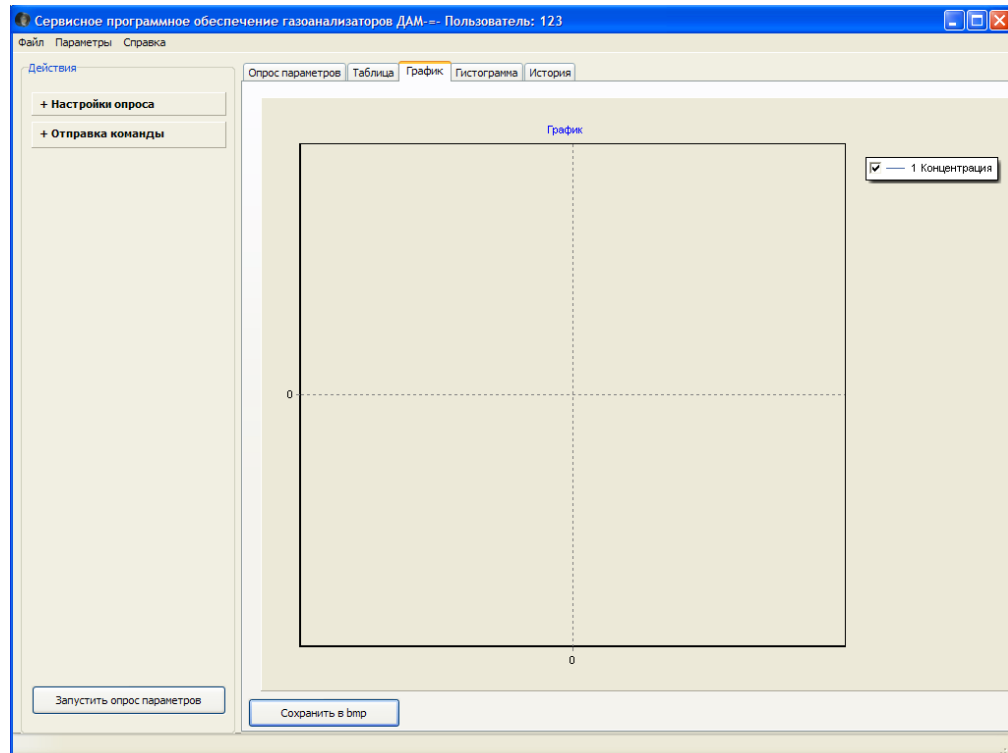 Сервисное программное обеспечение газоанализаторов ДАМ-=- Пользователь: 123
Файл Параметры Справка
Действия
+ Настройки опроса
+ Отправка команды
Запустить опрос параметров
Опрос параметров Таблица График Гистограмма История
График
1 Концентрация
0
0
Сохранить в bmp